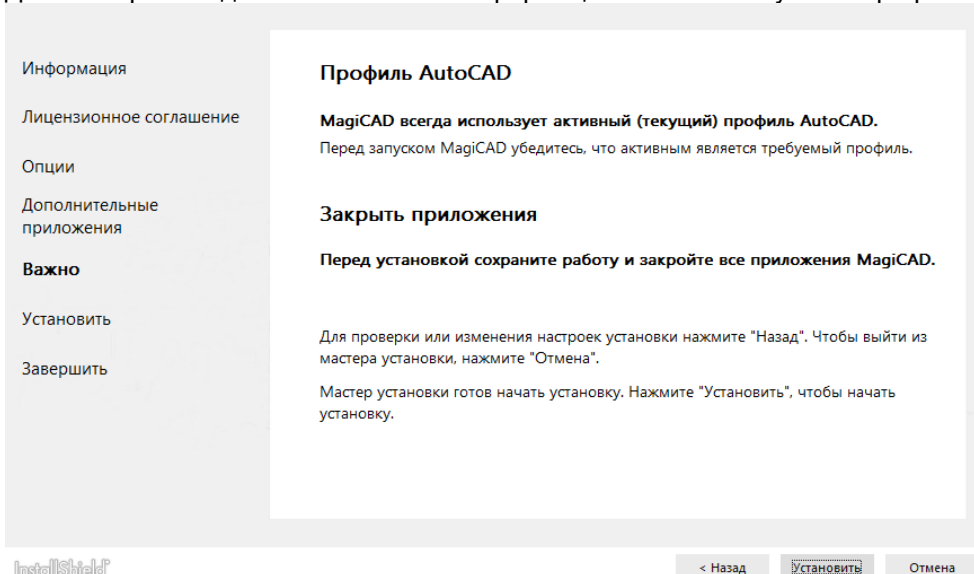 Информация
Лицензионное соглашение
Опции
Дополнительные
приложения
Важно
Установить
Завершить
Профиль AutoCAD
MagiCAD всегда использует активный (текущий) профиль AutoCAD.
Перед запуском MagiCAD убедитесь, что активным является требуемый профиль.
Закрыть приложения
Перед установкой сохраните работу и закройте все приложения MagiCAD.
Для проверки или изменения настроек установки нажмите "Назад". Чтобы выйти из
мастера установки, нажмите "Отмена".
Мастер установки готов начать установку. Нажмите "Установить", чтобы начать
установку.
InstallShield
< Назад
Установить
Отмена